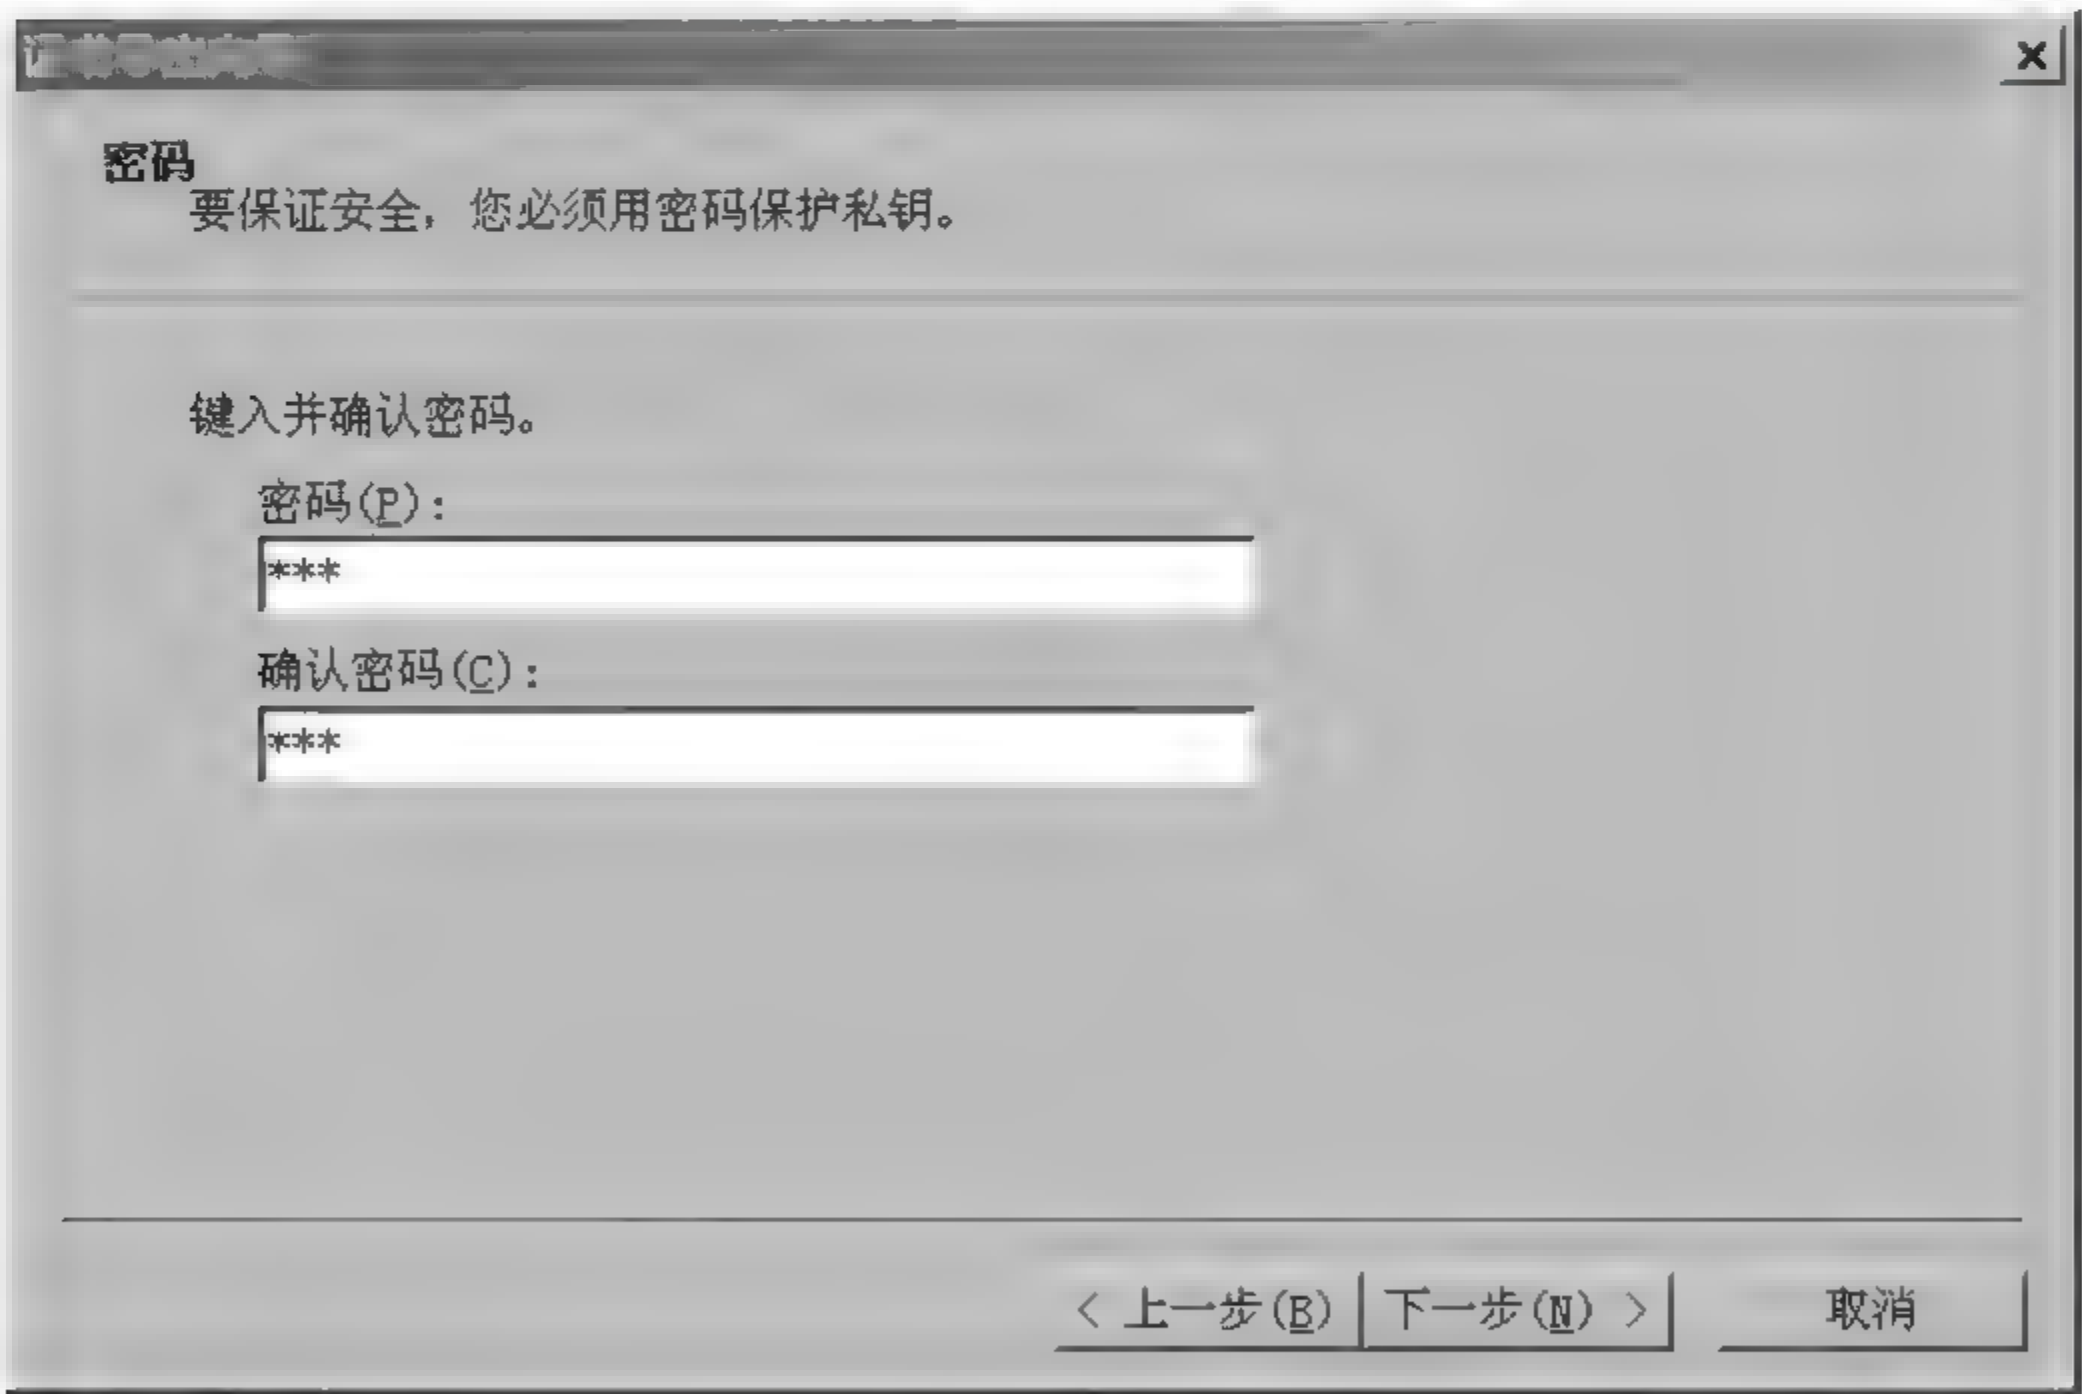 密码
要保证安全，您必须用密码保护私钥。
键入并确认密码。
密码(P)：
***
确认密码(C)：
***
< 上一步(B) 下一步(N) > 取消